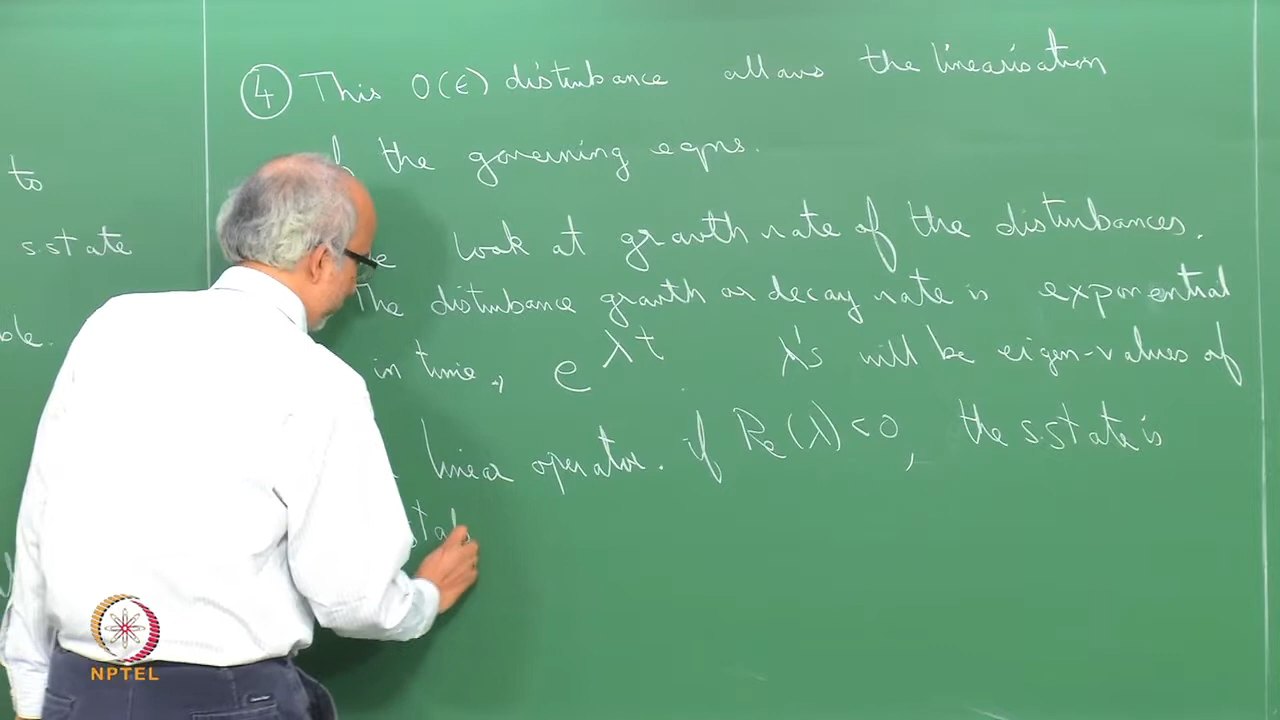 to
s.state
④ This O(ϵ) disturbance allows the linearisation
the governing eqns.
look at growth rate of the disturbances.
The disturbance growth or decay rate is exponential
in time, e^{λt} λ's will be eigen-values of
linear operator. if Re(λ) < 0, the s.state is
NPTEL